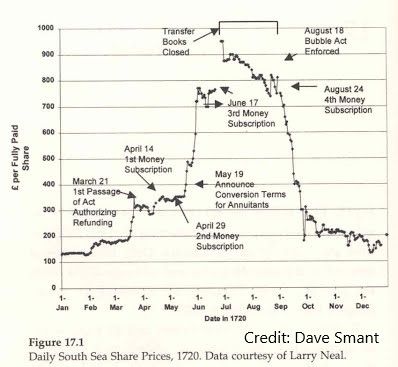 Transfer
Books
Closed
August 18
Bubble Act
Enforced
August 24
4th Money
Subscription
June 17
3rd Money
Subscription
April 14
1st Money
Subscription
May 19
Announce
Conversion Terms
for Annuitants
March 21
1st Passage
of Act
Authorizing
Refunding
April 29
2nd Money
Subscription
£ per Fully Paid
Share
1000
900
800
700
600
500
400
300
200
100
0
1- 1- 1- 1- 1- 1- 1- 1- 1- 1- 1- 1-
Jan Feb Mar Apr May Jun Jul Aug Sep Oct Nov Dec
Date in 1720
Credit: Dave Smant
Figure 17.1
Daily South Sea Share Prices, 1720. Data courtesy of Larry Neal.